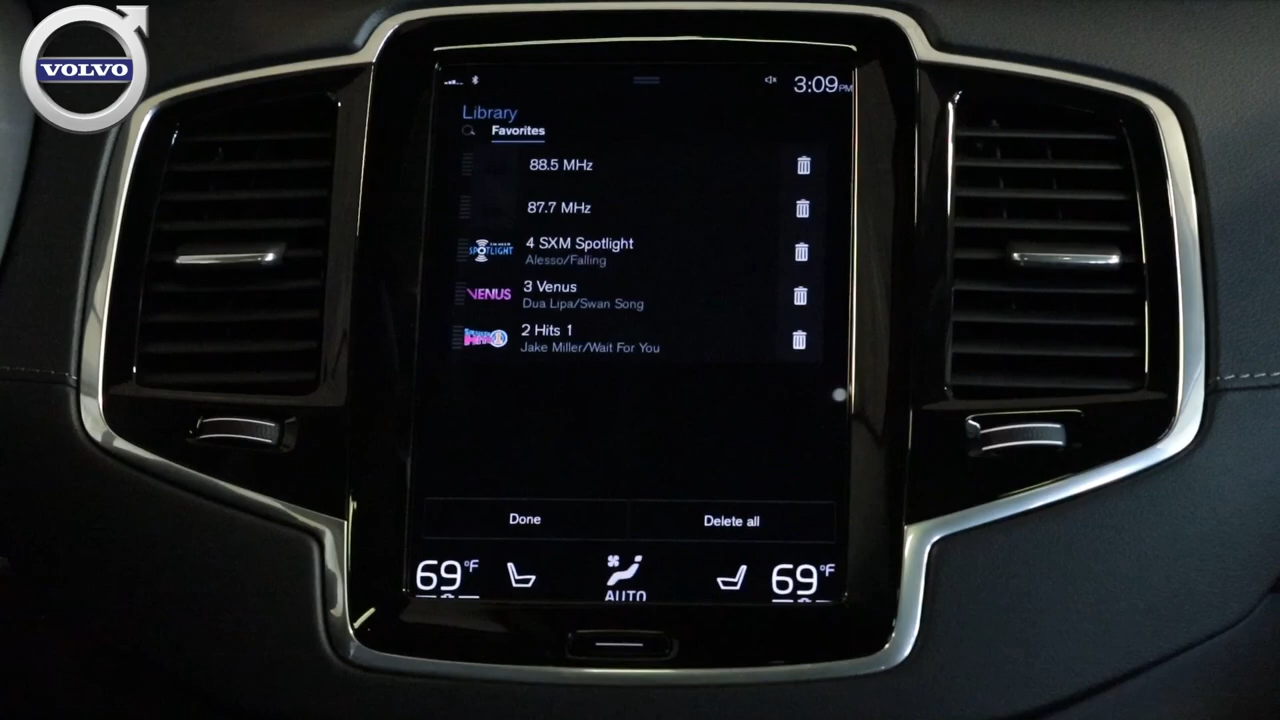 VOLVO
3:09PM
Library
Favorites
88.5 MHz
87.7 MHz
SPOTLIGHT
4 SXM Spotlight
Alesso/Falling
VENUS
3 Venus
Dua Lipa/Swan Song
2 Hits 1
Jake Miller/Wait For You
Done
Delete all
69°F
AUTO
69°F